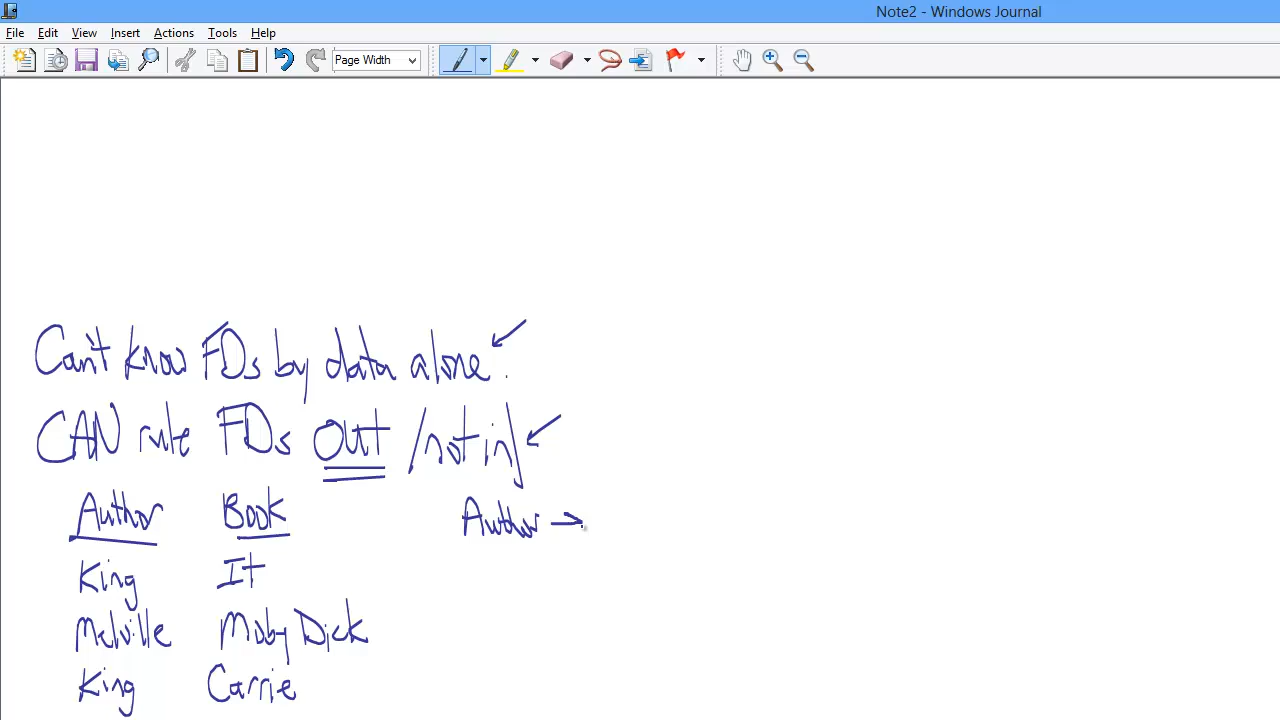 Note2 - Windows Journal
File Edit View Insert Actions Tools Help
Page Width
Can't know FDs by data alone.
CAN rule FDs OUT /not in/
Author Book Author →
King It
Melville Moby Dick
King Carrie